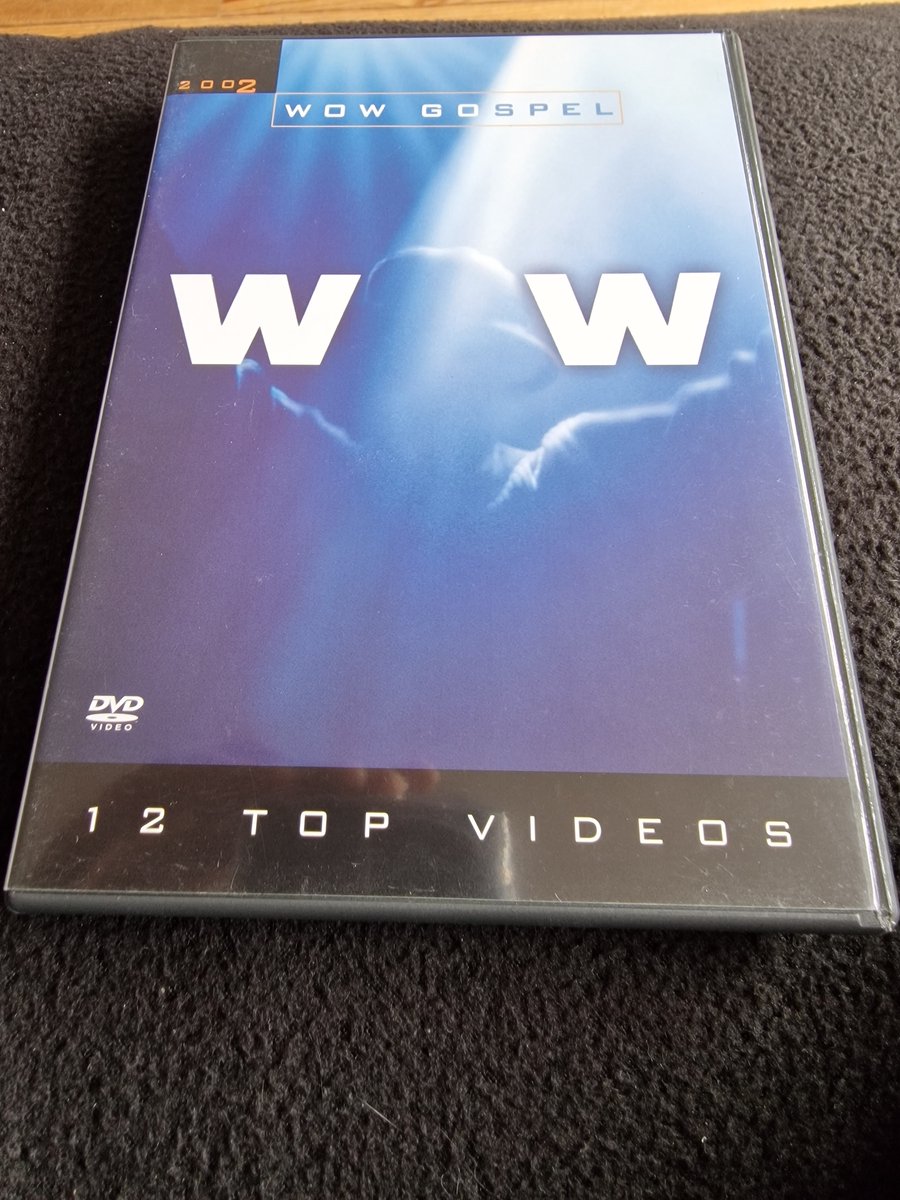 2002
WOW GOSPEL
W W
DVD
VIDEO
12 TOP VIDEOS